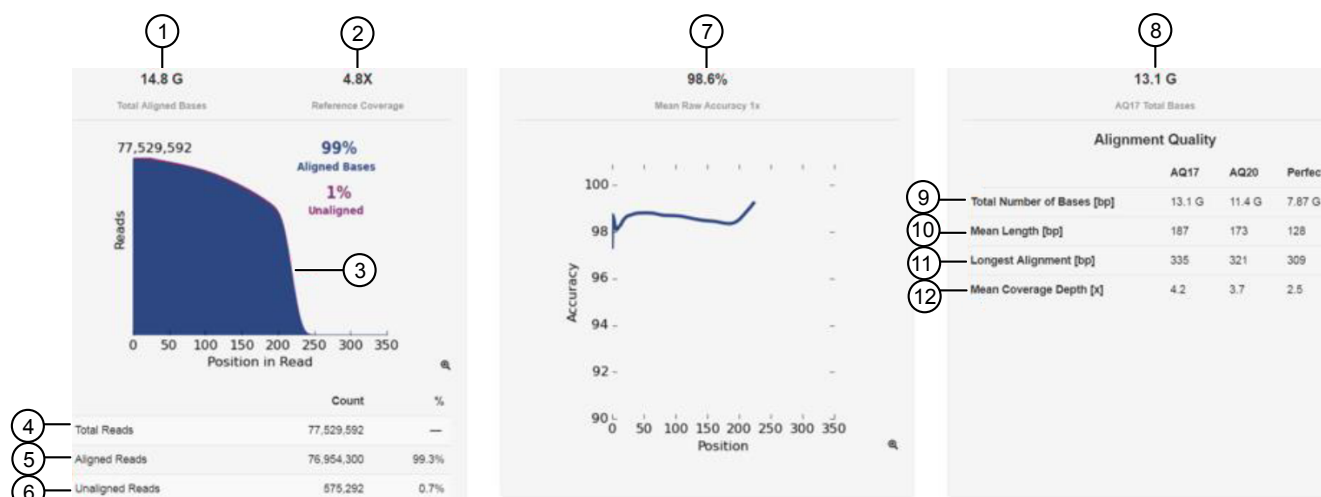 1
2
7
8
14.8 G
4.8X
98.6%
13.1 G
Total Aligned Bases
Reference Coverage
Mean Raw Accuracy 1x
AQ17 Total Bases
77,529,592
99%
Aligned Bases
1%
Unaligned
Reads
3
0 50 100 150 200 250 300 350
Position in Read
Count %
4
Total Reads 77,529,592 —
5
Aligned Reads 76,954,300 99.3%
6
Unaligned Reads 575,292 0.7%
100
98
96
94
92
90
Accuracy
0 50 100 150 200 250 300 350
Position
Alignment Quality
AQ17 AQ20 Perfec
9
Total Number of Bases [bp] 13.1 G 11.4 G 7.87 G
10
Mean Length [bp] 187 173 128
11
Longest Alignment [bp] 335 321 309
12
Mean Coverage Depth [x] 4.2 3.7 2.5